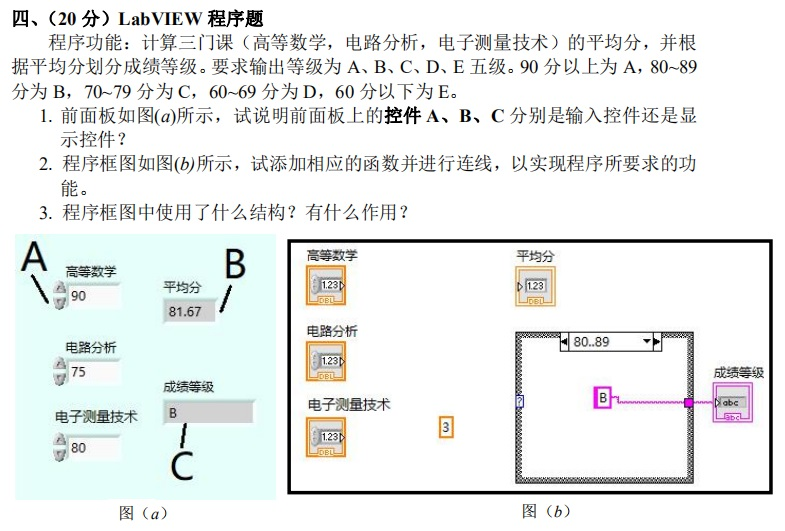 四、（20 分）LabVIEW 程序题
程序功能：计算三门课（高等数学，电路分析，电子测量技术）的平均分，并根
据平均分划分成绩等级。要求输出等级为 A、B、C、D、E 五级。90 分以上为 A，80~89
分为 B，70~79 分为 C，60~69 分为 D，60 分以下为 E。
1. 前面板如图(a)所示，试说明前面板上的控件 A、B、C 分别是输入控件还是显
示控件？
2. 程序框图如图(b)所示，试添加相应的函数并进行连线，以实现程序所要求的功
能。
3. 程序框图中使用了什么结构？有什么作用？
A
高等数学
90
平均分
B
81.67
电路分析
75
成绩等级
B
电子测量技术
80
C
图（a）
高等数学
1.23
DBL
平均分
1.23
DBL
电路分析
1.23
DBL
80..89
成绩等级
?
B
abc
abc
电子测量技术
1.23
DBL
3
图（b）